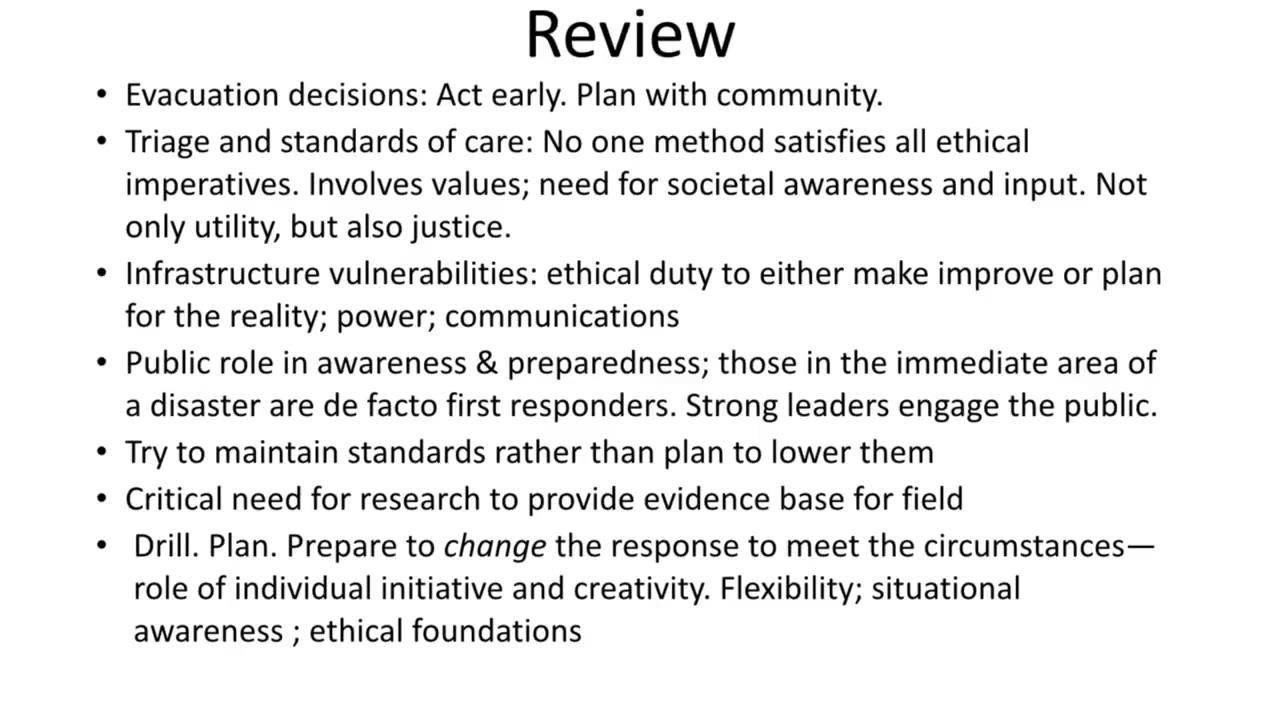 Review
• Evacuation decisions: Act early. Plan with community.
• Triage and standards of care: No one method satisfies all ethical
imperatives. Involves values; need for societal awareness and input. Not
only utility, but also justice.
• Infrastructure vulnerabilities: ethical duty to either make improve or plan
for the reality; power; communications
• Public role in awareness & preparedness; those in the immediate area of
a disaster are de facto first responders. Strong leaders engage the public.
• Try to maintain standards rather than plan to lower them
• Critical need for research to provide evidence base for field
• Drill. Plan. Prepare to change the response to meet the circumstances—
role of individual initiative and creativity. Flexibility; situational
awareness ; ethical foundations